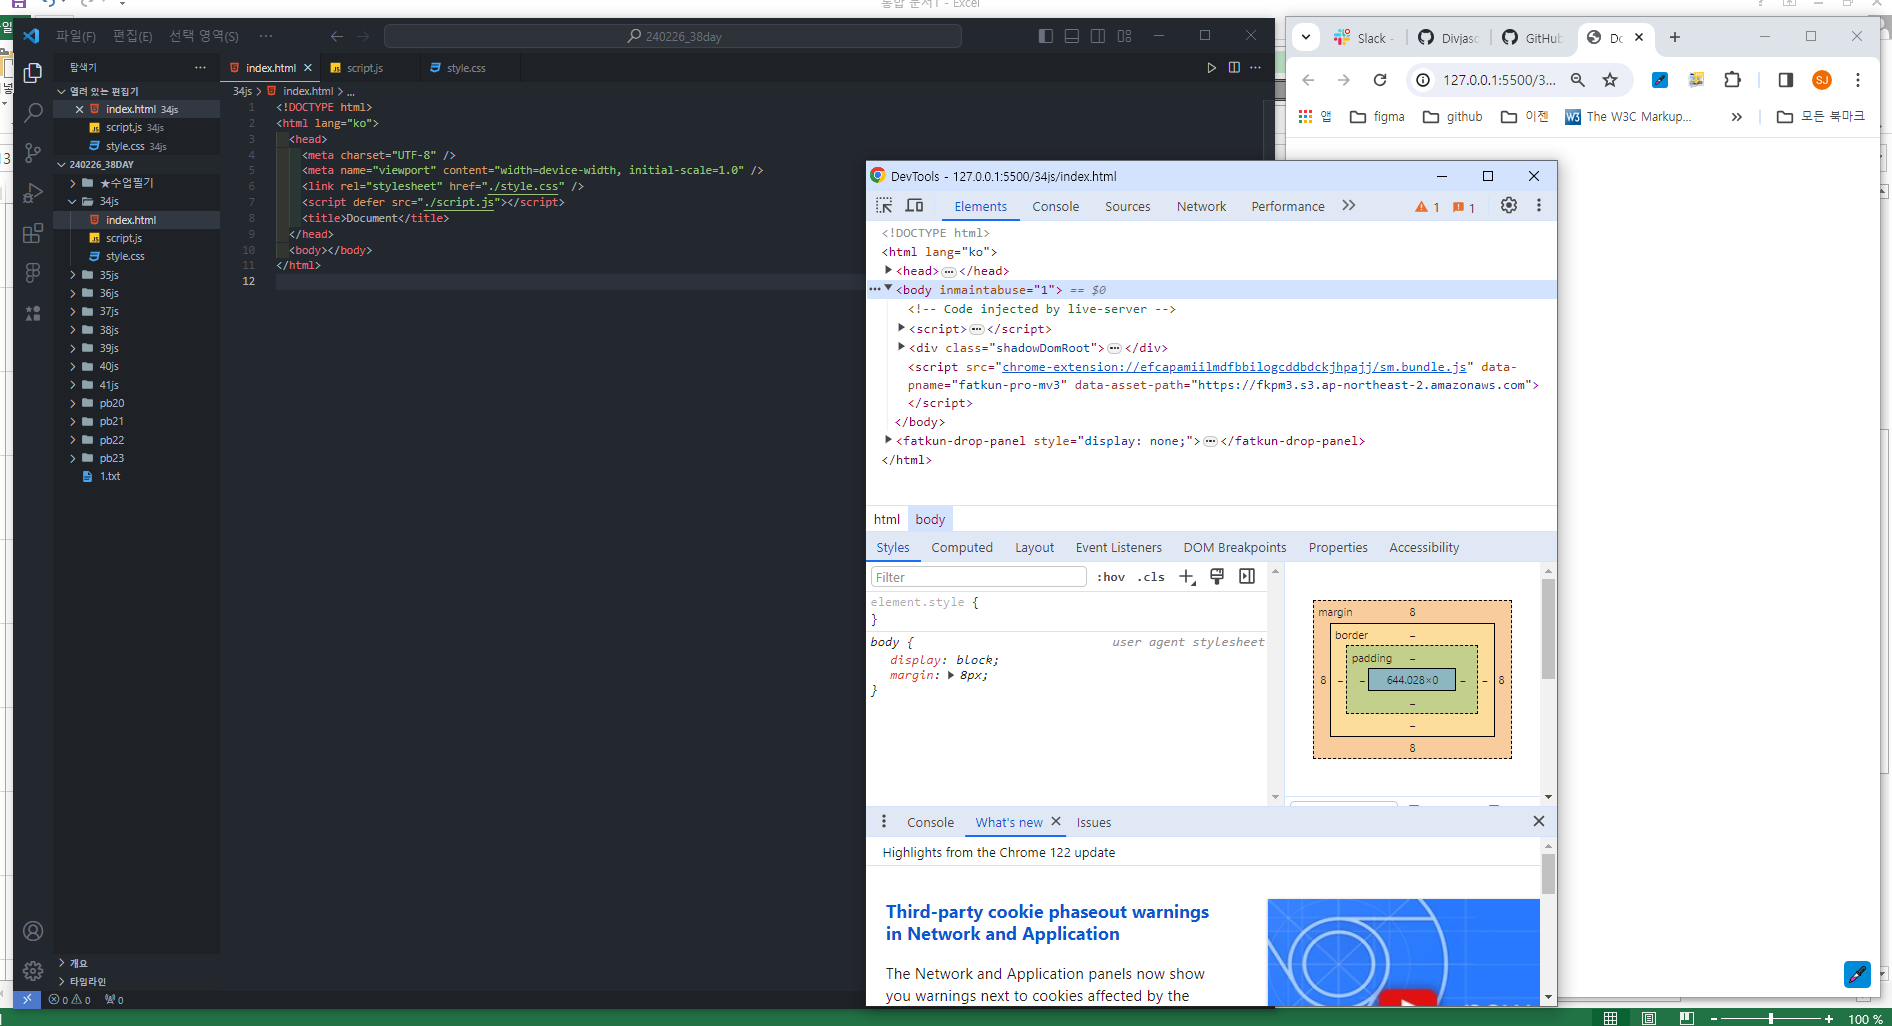 통합 문서1 - Excel
파일(F) 편집(E) 선택 영역(S) ···
240226_38day
탐색기 ···
열려 있는 편집기
index.html 34js
script.js 34js
style.css 34js
240226_38DAY
★수업필기
34js
index.html
script.js
style.css
35js
36js
37js
38js
39js
40js
41js
pb20
pb21
pb22
pb23
1.txt
개요
타임라인
0 0 0
index.html script.js style.css
34js > index.html > ...
1 <!DOCTYPE html>
2 <html lang="ko">
3 <head>
4 <meta charset="UTF-8" />
5 <meta name="viewport" content="width=device-width, initial-scale=1.0" />
6 <link rel="stylesheet" href="./style.css" />
7 <script defer src="./script.js"></script>
8 <title>Document</title>
9 </head>
10 <body></body>
11 </html>
12
Slack - Divjas GitHub Do
127.0.0.1:5500/3... SJ
앱 figma github 이젠 The W3C Markup... » 모든 북마크
DevTools - 127.0.0.1:5500/34js/index.html
Elements Console Sources Network Performance » 1 1
<!DOCTYPE html>
<html lang="ko">
<head>···</head>
<body inmaintabuse="1"> == $0
<!-- Code injected by live-server -->
<script>···</script>
<div class="shadowDomRoot">···</div>
<script src="chrome-extension://efcapamiilmdfbbilogcddbdckjhpajj/sm.bundle.js" data-
pname="fatkun-pro-mv3" data-asset-path="https://fkpm3.s3.ap-northeast-2.amazonaws.com">
</script>
</body>
<fatkun-drop-panel style="display: none;">···</fatkun-drop-panel>
</html>
html body
Styles Computed Layout Event Listeners DOM Breakpoints Properties Accessibility
Filter :hov .cls
element.style {
}
body { user agent stylesheet
display: block;
margin: 8px;
}
margin 8
border –
padding –
8 – – 644.028×0 – – 8
–
–
8
Console What's new Issues
Highlights from the Chrome 122 update
Third-party cookie phaseout warnings
in Network and Application
The Network and Application panels now show
you warnings next to cookies affected by the
100 %